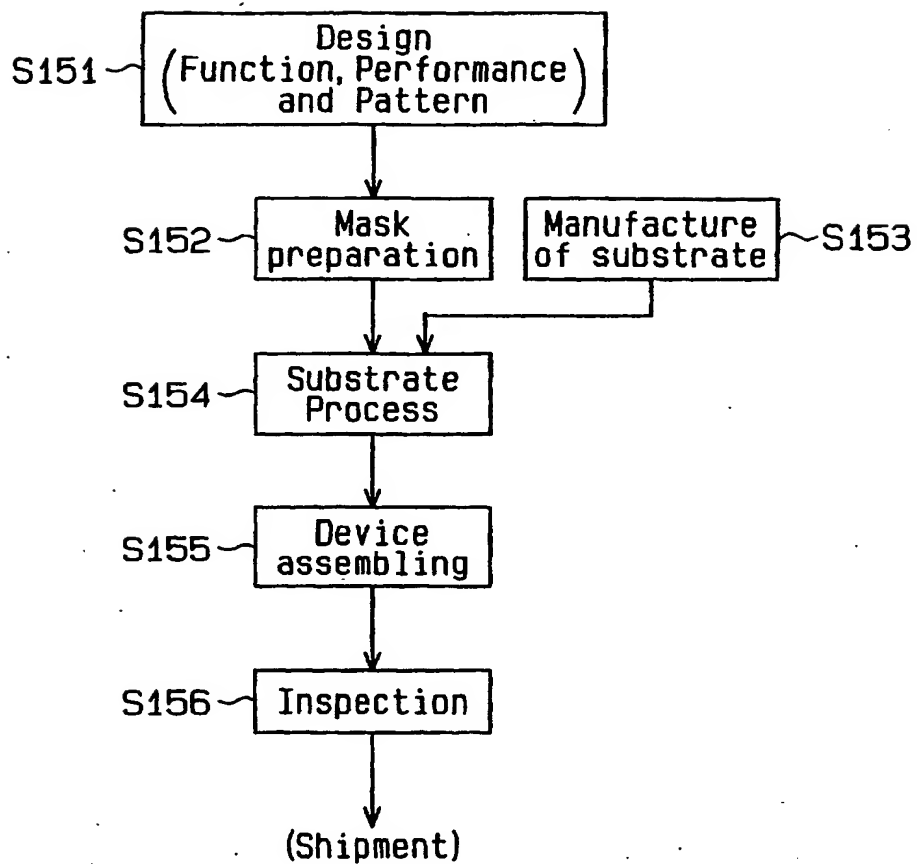 Design
S151
(Function, Performance
and Pattern)
S152
Mask
preparation
Manufacture
of substrate
S153
S154
Substrate
Process
S155
Device
assembling
S156
Inspection
(Shipment)